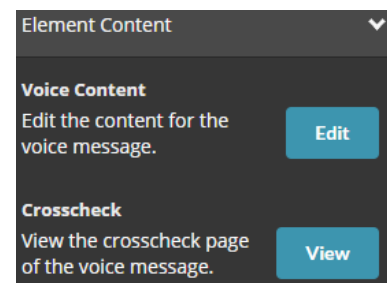 Element Content
Voice Content
Edit the content for the
voice message.
Edit
Crosscheck
View the crosscheck page
of the voice message.
View